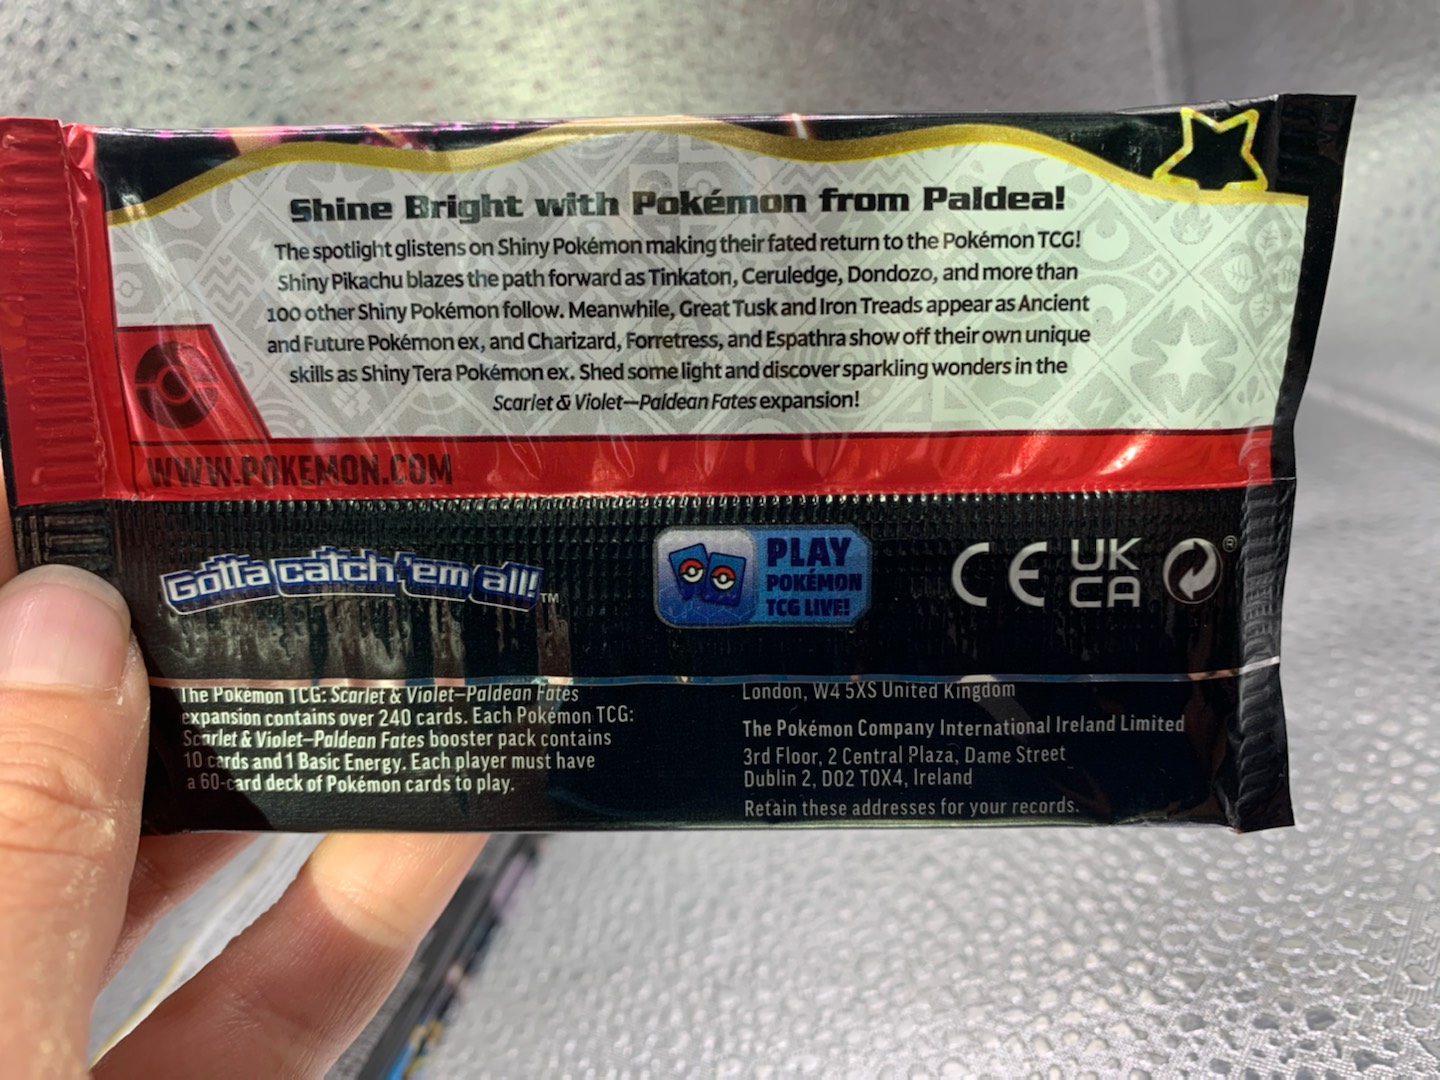 Shine Bright with Pokémon from Paldea!
The spotlight glistens on Shiny Pokémon making their fated return to the Pokémon TCG!
Shiny Pikachu blazes the path forward as Tinkaton, Ceruledge, Dondozo, and more than
100 other Shiny Pokémon follow. Meanwhile, Great Tusk and Iron Treads appear as Ancient
and Future Pokémon ex, and Charizard, Forretress, and Espathra show off their own unique
skills as Shiny Tera Pokémon ex. Shed some light and discover sparkling wonders in the
Scarlet & Violet—Paldean Fates expansion!
WWW.POKEMON.COM
Gotta catch 'em all!™
PLAY
POKÉMON
TCG LIVE!
CE
UK
CA
®
The Pokémon TCG: Scarlet & Violet—Paldean Fates
expansion contains over 240 cards. Each Pokémon TCG:
Scarlet & Violet—Paldean Fates booster pack contains
10 cards and 1 Basic Energy. Each player must have
a 60-card deck of Pokémon cards to play.
London, W4 5XS United Kingdom
The Pokémon Company International Ireland Limited
3rd Floor, 2 Central Plaza, Dame Street
Dublin 2, D02 T0X4, Ireland
Retain these addresses for your records.